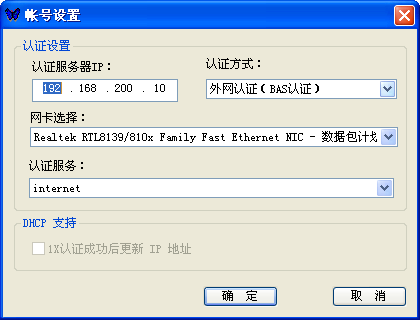 帐号设置
认证设置
认证服务器IP： 认证方式：
192 . 168 . 200 . 10 外网认证(BAS认证)
网卡选择：
Realtek RTL8139/810x Family Fast Ethernet NIC - 数据包计划
认证服务：
internet
DHCP 支持
1X认证成功后更新 IP 地址
确 定 取 消